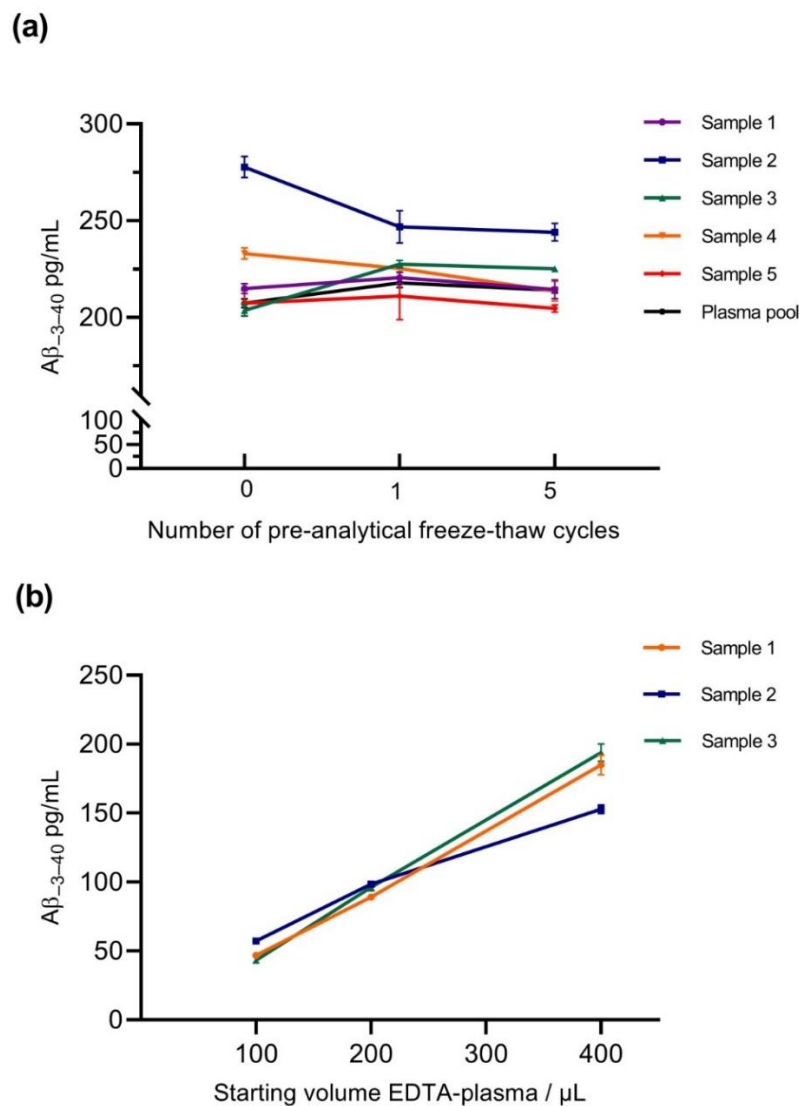 (a)
300
250
200
100
50
0
Aβ₋₃₋₄₀ pg/mL
0 1 5
Number of pre-analytical freeze-thaw cycles
Sample 1
Sample 2
Sample 3
Sample 4
Sample 5
Plasma pool
(b)
250
200
150
100
50
0
Aβ₋₃₋₄₀ pg/mL
100 200 300 400
Starting volume EDTA-plasma / μL
Sample 1
Sample 2
Sample 3